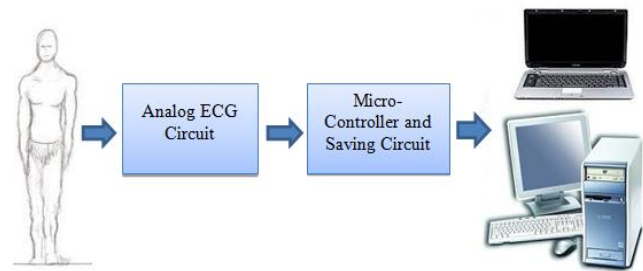 Analog ECG
Circuit
Micro-
Controller and
Saving Circuit